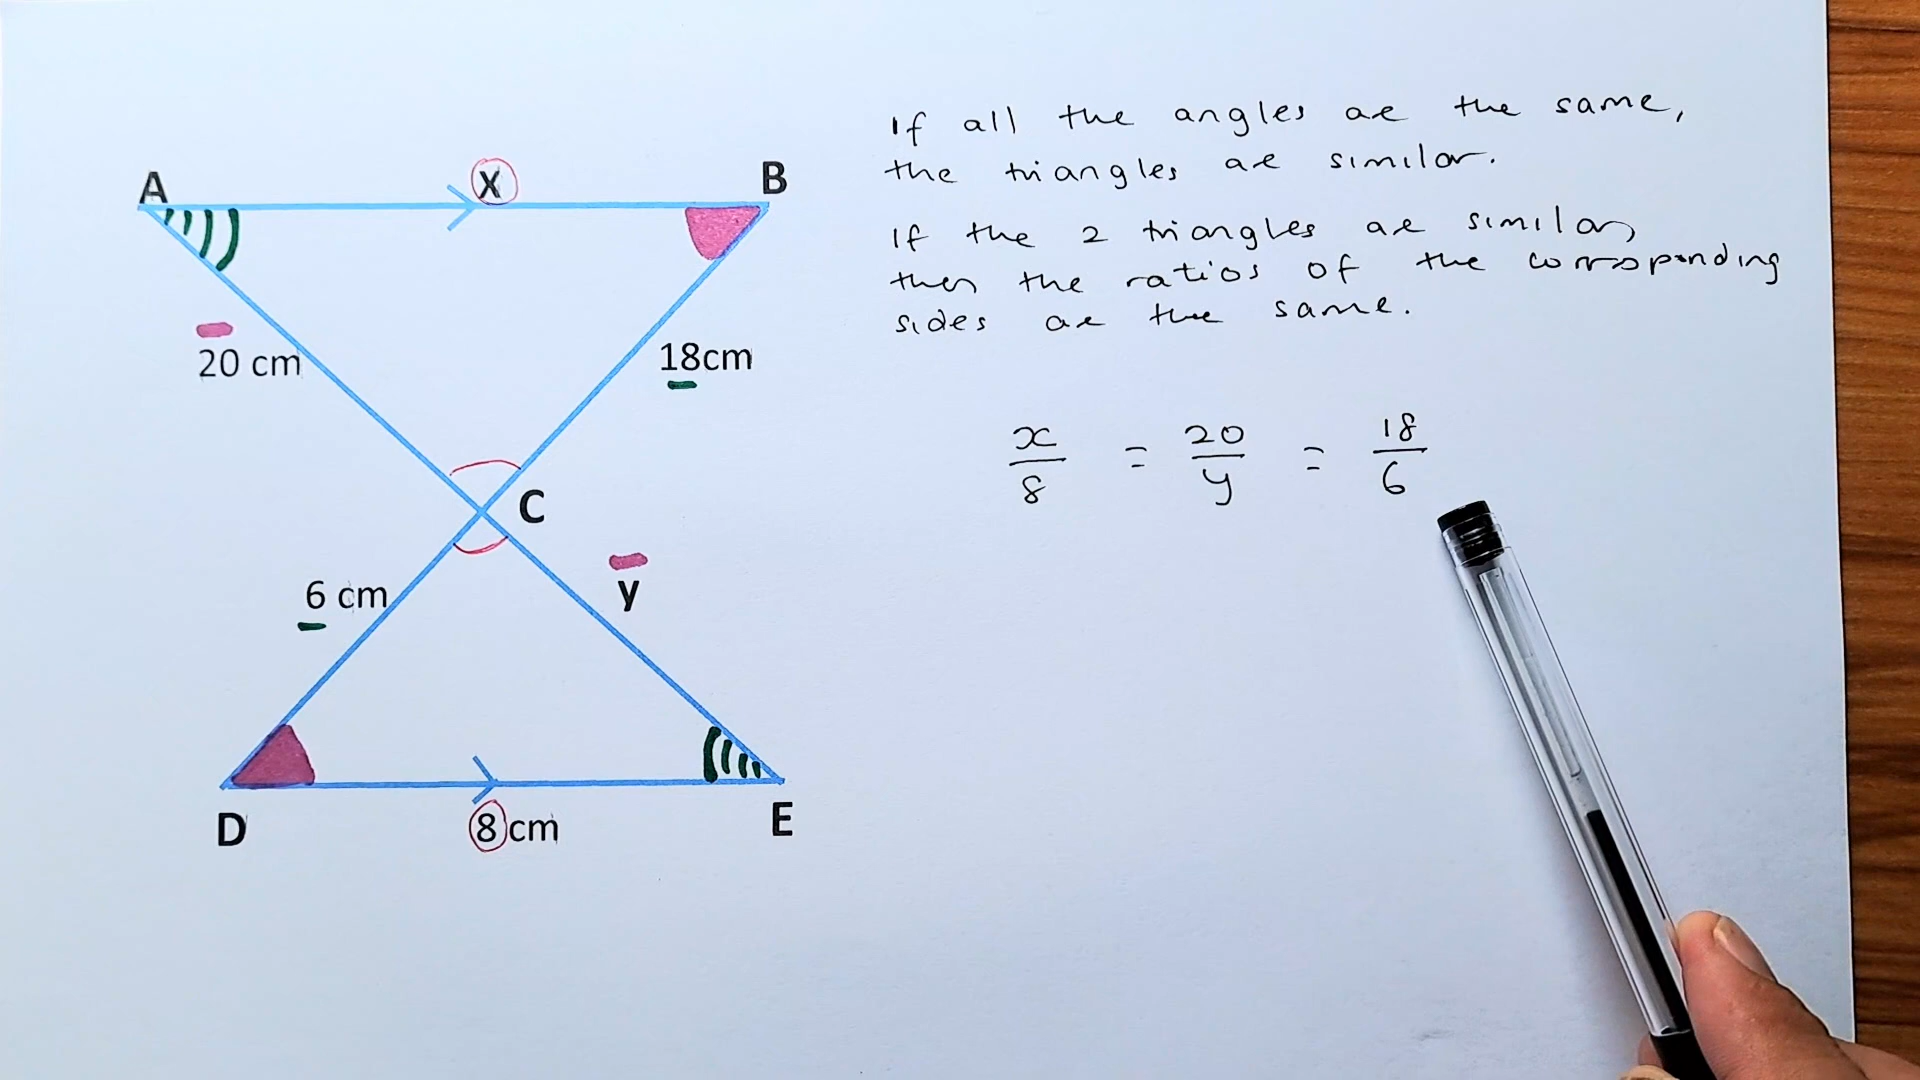 A
X
B
20 cm
18cm
C
6 cm
y
D
8cm
E
If all the angles are the same,
the triangles are similar.
If the 2 triangles are similar,
then the ratios of the corrosponding
sides are the same.
x/8 = 20/y = 18/6